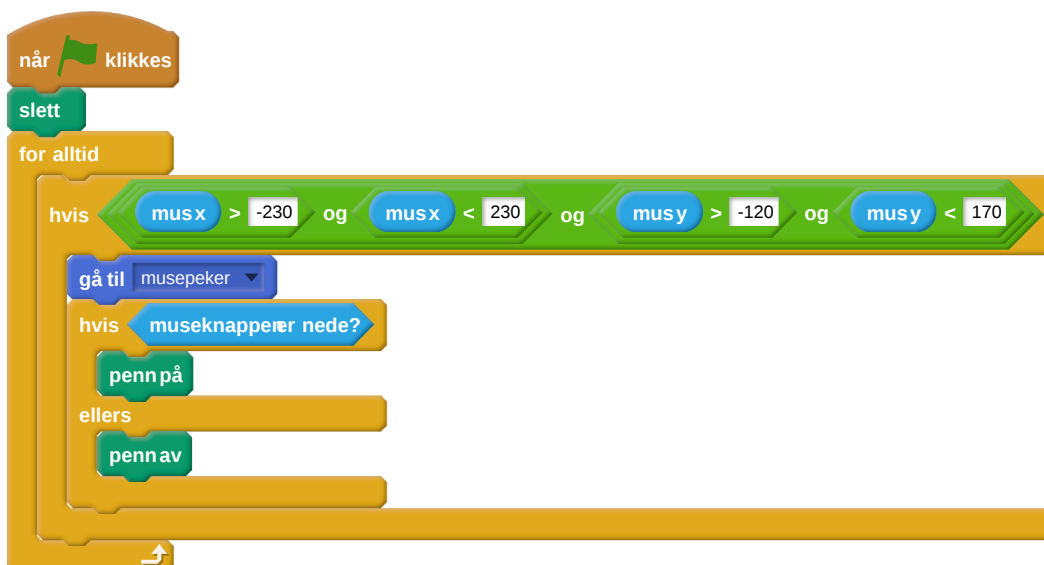 når klikkes
slett
for alltid
hvis mus x > -230 og mus x < 230 og mus y > -120 og mus y < 170
gå til musepeker
hvis museknappen er nede?
penn på
ellers
penn av